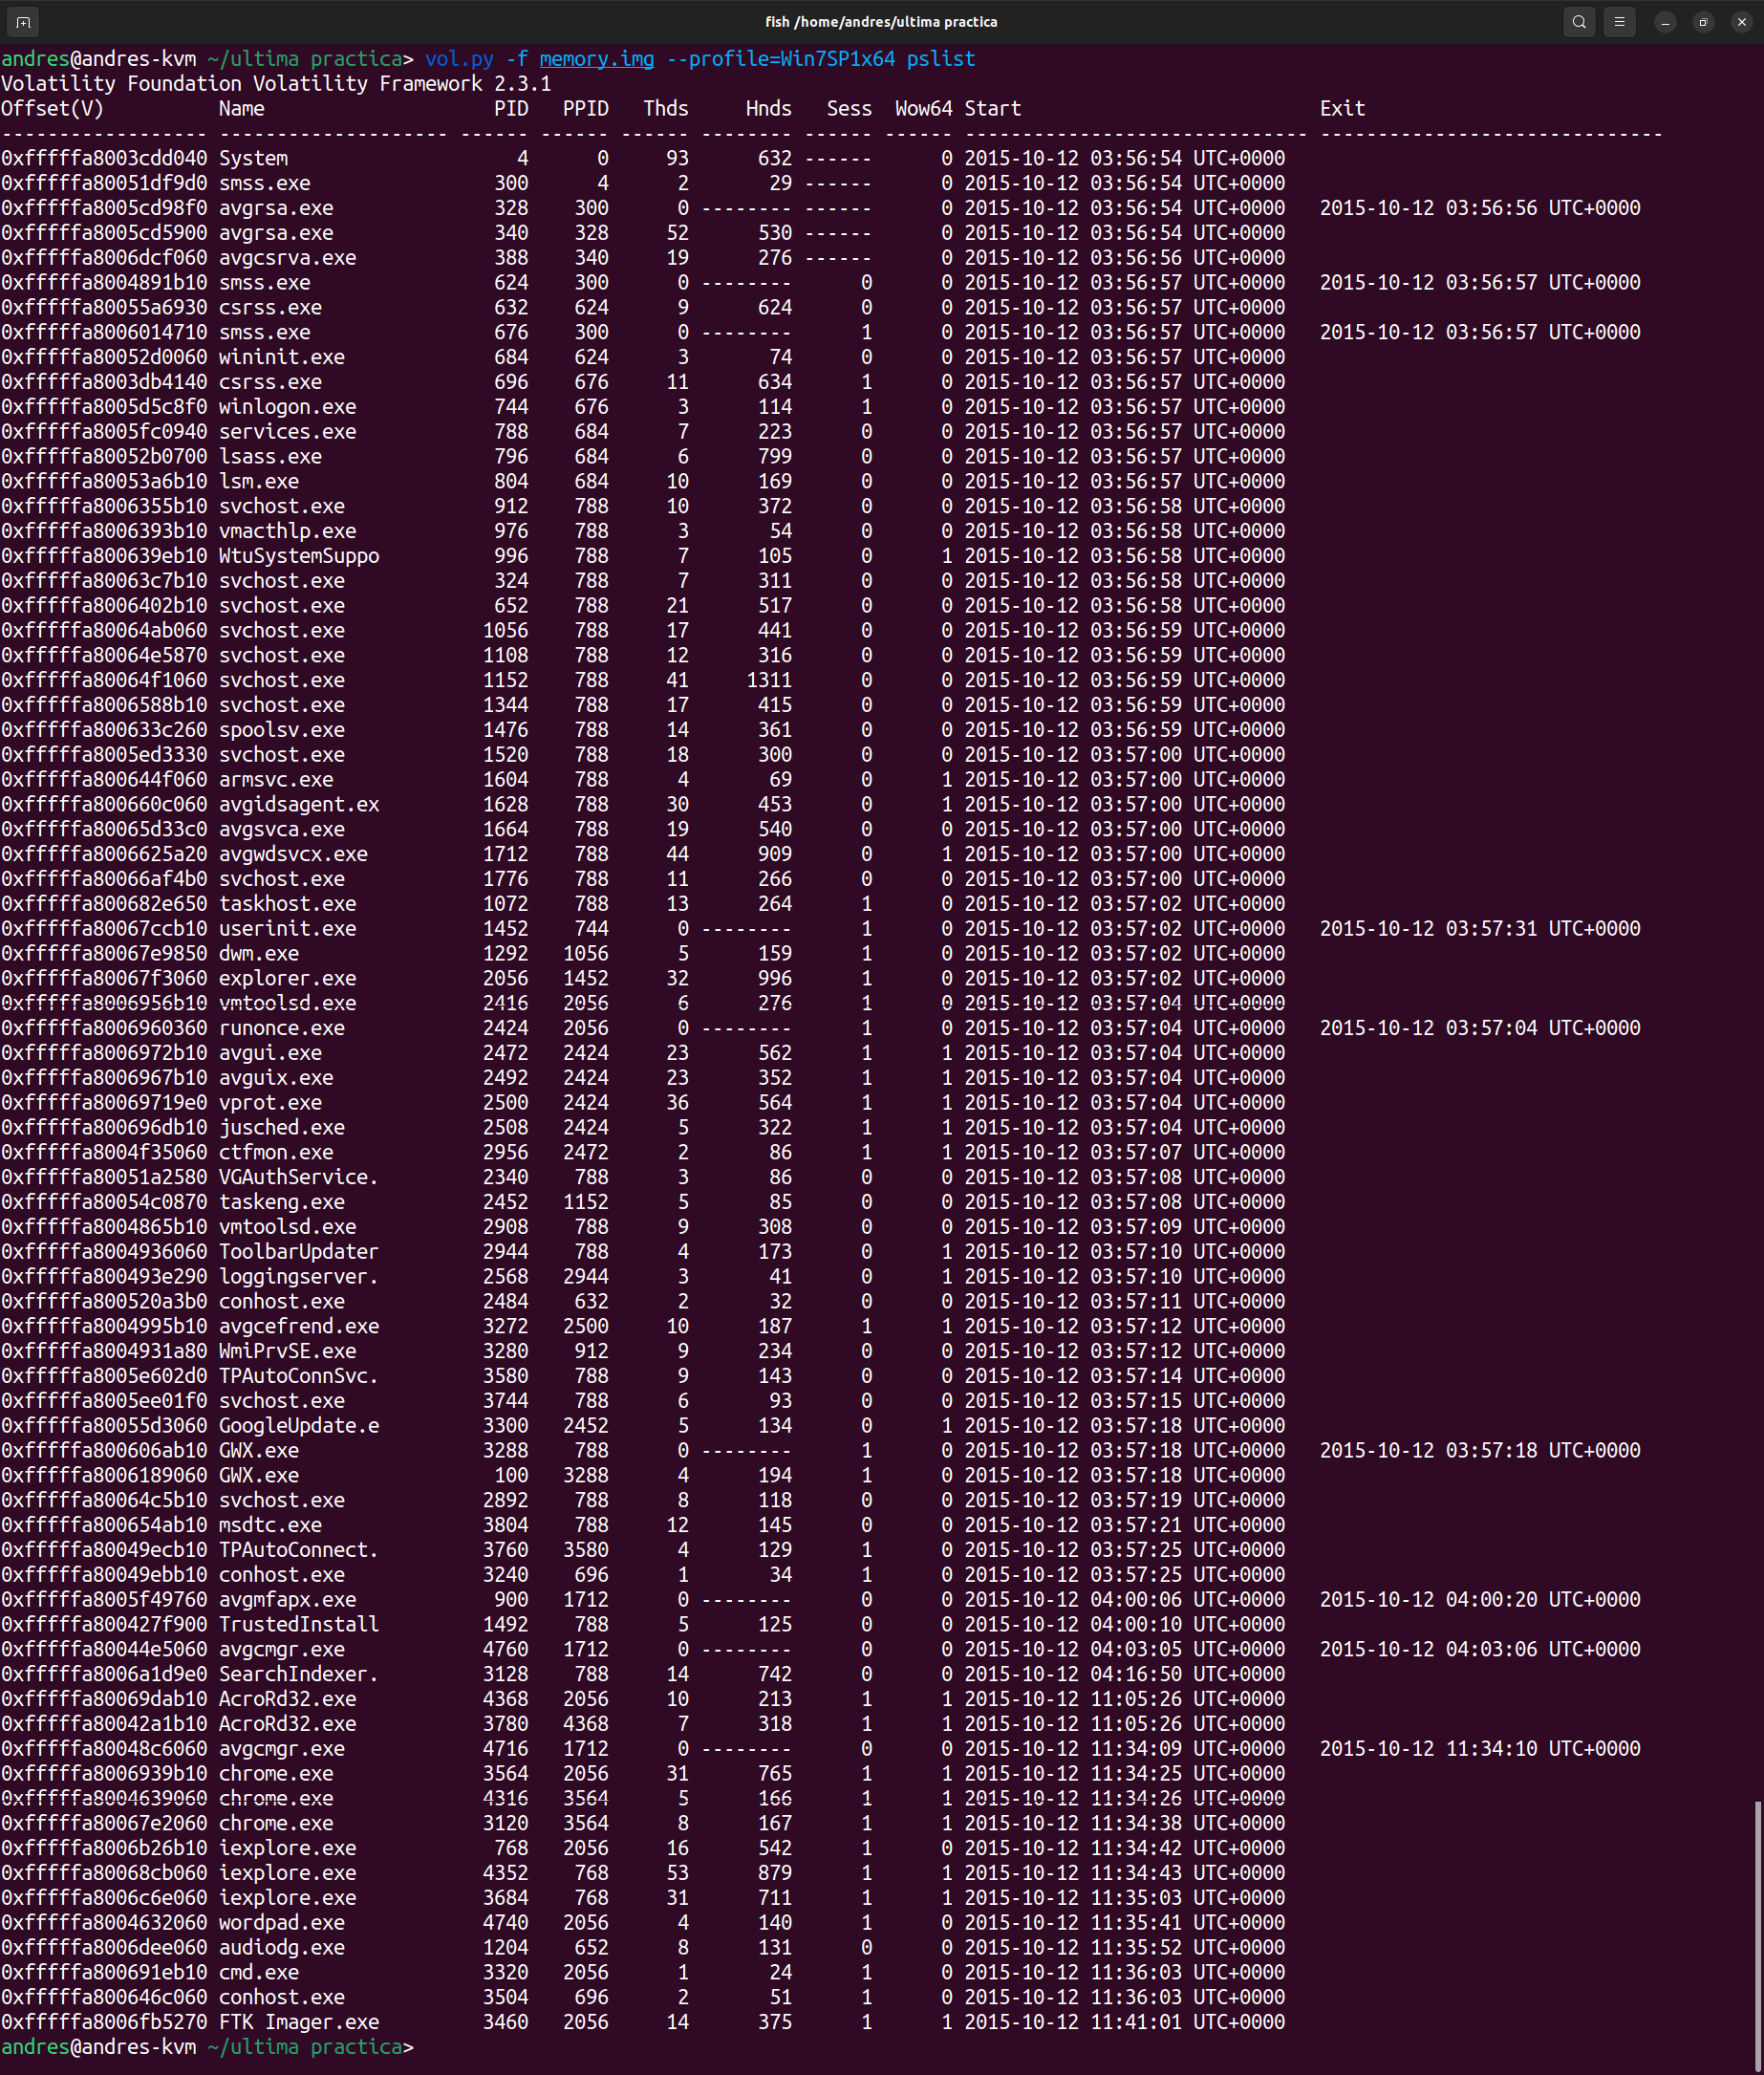 fish /home/andres/ultima practica
andres@andres-kvm ~/ultima practica> vol.py -f memory.img --profile=Win7SP1x64 pslist
Volatility Foundation Volatility Framework 2.3.1
Offset(V)          Name                    PID   PPID   Thds     Hnds   Sess  Wow64 Start                          Exit
------------------ -------------------- ------ ------ ------ -------- ------ ------ ------------------------------ ------------------------------
0xfffffa8003cdd040 System                    4      0     93      632 ------      0 2015-10-12 03:56:54 UTC+0000
0xfffffa80051df9d0 smss.exe                300      4      2       29 ------      0 2015-10-12 03:56:54 UTC+0000
0xfffffa8005cd98f0 avgrsa.exe              328    300      0 -------- ------      0 2015-10-12 03:56:54 UTC+0000   2015-10-12 03:56:56 UTC+0000
0xfffffa8005cd5900 avgrsa.exe              340    328     52      530 ------      0 2015-10-12 03:56:54 UTC+0000
0xfffffa8006dcf060 avgcsrva.exe            388    340     19      276 ------      0 2015-10-12 03:56:56 UTC+0000
0xfffffa8004891b10 smss.exe                624    300      0 --------      0      0 2015-10-12 03:56:57 UTC+0000   2015-10-12 03:56:57 UTC+0000
0xfffffa80055a6930 csrss.exe               632    624      9      624      0      0 2015-10-12 03:56:57 UTC+0000
0xfffffa8006014710 smss.exe                676    300      0 --------      1      0 2015-10-12 03:56:57 UTC+0000   2015-10-12 03:56:57 UTC+0000
0xfffffa80052d0060 wininit.exe             684    624      3       74      0      0 2015-10-12 03:56:57 UTC+0000
0xfffffa8003db4140 csrss.exe               696    676     11      634      1      0 2015-10-12 03:56:57 UTC+0000
0xfffffa8005d5c8f0 winlogon.exe            744    676      3      114      1      0 2015-10-12 03:56:57 UTC+0000
0xfffffa8005fc0940 services.exe            788    684      7      223      0      0 2015-10-12 03:56:57 UTC+0000
0xfffffa80052b0700 lsass.exe               796    684      6      799      0      0 2015-10-12 03:56:57 UTC+0000
0xfffffa80053a6b10 lsm.exe                 804    684     10      169      0      0 2015-10-12 03:56:57 UTC+0000
0xfffffa8006355b10 svchost.exe             912    788     10      372      0      0 2015-10-12 03:56:58 UTC+0000
0xfffffa8006393b10 vmacthlp.exe            976    788      3       54      0      0 2015-10-12 03:56:58 UTC+0000
0xfffffa800639eb10 WtuSystemSuppo          996    788      7      105      0      1 2015-10-12 03:56:58 UTC+0000
0xfffffa80063c7b10 svchost.exe             324    788      7      311      0      0 2015-10-12 03:56:58 UTC+0000
0xfffffa8006402b10 svchost.exe             652    788     21      517      0      0 2015-10-12 03:56:58 UTC+0000
0xfffffa80064ab060 svchost.exe            1056    788     17      441      0      0 2015-10-12 03:56:59 UTC+0000
0xfffffa80064e5870 svchost.exe            1108    788     12      316      0      0 2015-10-12 03:56:59 UTC+0000
0xfffffa80064f1060 svchost.exe            1152    788     41     1311      0      0 2015-10-12 03:56:59 UTC+0000
0xfffffa8006588b10 svchost.exe            1344    788     17      415      0      0 2015-10-12 03:56:59 UTC+0000
0xfffffa800633c260 spoolsv.exe            1476    788     14      361      0      0 2015-10-12 03:56:59 UTC+0000
0xfffffa8005ed3330 svchost.exe            1520    788     18      300      0      0 2015-10-12 03:57:00 UTC+0000
0xfffffa800644f060 armsvc.exe             1604    788      4       69      0      1 2015-10-12 03:57:00 UTC+0000
0xfffffa800660c060 avgidsagent.ex         1628    788     30      453      0      1 2015-10-12 03:57:00 UTC+0000
0xfffffa80065d33c0 avgsvca.exe            1664    788     19      540      0      0 2015-10-12 03:57:00 UTC+0000
0xfffffa8006625a20 avgwdsvcx.exe          1712    788     44      909      0      1 2015-10-12 03:57:00 UTC+0000
0xfffffa80066af4b0 svchost.exe            1776    788     11      266      0      0 2015-10-12 03:57:00 UTC+0000
0xfffffa800682e650 taskhost.exe           1072    788     13      264      1      0 2015-10-12 03:57:02 UTC+0000
0xfffffa80067ccb10 userinit.exe           1452    744      0 --------      1      0 2015-10-12 03:57:02 UTC+0000   2015-10-12 03:57:31 UTC+0000
0xfffffa80067e9850 dwm.exe                1292   1056      5      159      1      0 2015-10-12 03:57:02 UTC+0000
0xfffffa80067f3060 explorer.exe           2056   1452     32      996      1      0 2015-10-12 03:57:02 UTC+0000
0xfffffa8006956b10 vmtoolsd.exe           2416   2056      6      276      1      0 2015-10-12 03:57:04 UTC+0000
0xfffffa8006960360 runonce.exe            2424   2056      0 --------      1      0 2015-10-12 03:57:04 UTC+0000   2015-10-12 03:57:04 UTC+0000
0xfffffa8006972b10 avgui.exe              2472   2424     23      562      1      1 2015-10-12 03:57:04 UTC+0000
0xfffffa8006967b10 avguix.exe             2492   2424     23      352      1      1 2015-10-12 03:57:04 UTC+0000
0xfffffa80069719e0 vprot.exe              2500   2424     36      564      1      1 2015-10-12 03:57:04 UTC+0000
0xfffffa800696db10 jusched.exe            2508   2424      5      322      1      1 2015-10-12 03:57:04 UTC+0000
0xfffffa8004f35060 ctfmon.exe             2956   2472      2       86      1      1 2015-10-12 03:57:07 UTC+0000
0xfffffa80051a2580 VGAuthService.         2340    788      3       86      0      0 2015-10-12 03:57:08 UTC+0000
0xfffffa80054c0870 taskeng.exe            2452   1152      5       85      0      0 2015-10-12 03:57:08 UTC+0000
0xfffffa8004865b10 vmtoolsd.exe           2908    788      9      308      0      0 2015-10-12 03:57:09 UTC+0000
0xfffffa8004936060 ToolbarUpdater         2944    788      4      173      0      1 2015-10-12 03:57:10 UTC+0000
0xfffffa800493e290 loggingserver.         2568   2944      3       41      0      1 2015-10-12 03:57:10 UTC+0000
0xfffffa800520a3b0 conhost.exe            2484    632      2       32      0      0 2015-10-12 03:57:11 UTC+0000
0xfffffa8004995b10 avgcefrend.exe         3272   2500     10      187      1      1 2015-10-12 03:57:12 UTC+0000
0xfffffa8004931a80 WmiPrvSE.exe           3280    912      9      234      0      0 2015-10-12 03:57:12 UTC+0000
0xfffffa8005e602d0 TPAutoConnSvc.         3580    788      9      143      0      0 2015-10-12 03:57:14 UTC+0000
0xfffffa8005ee01f0 svchost.exe            3744    788      6       93      0      0 2015-10-12 03:57:15 UTC+0000
0xfffffa80055d3060 GoogleUpdate.e         3300   2452      5      134      0      1 2015-10-12 03:57:18 UTC+0000
0xfffffa800606ab10 GWX.exe                3288    788      0 --------      1      0 2015-10-12 03:57:18 UTC+0000   2015-10-12 03:57:18 UTC+0000
0xfffffa8006189060 GWX.exe                 100   3288      4      194      1      0 2015-10-12 03:57:18 UTC+0000
0xfffffa80064c5b10 svchost.exe            2892    788      8      118      0      0 2015-10-12 03:57:19 UTC+0000
0xfffffa800654ab10 msdtc.exe              3804    788     12      145      0      0 2015-10-12 03:57:21 UTC+0000
0xfffffa80049ecb10 TPAutoConnect.         3760   3580      4      129      1      0 2015-10-12 03:57:25 UTC+0000
0xfffffa80049ebb10 conhost.exe            3240    696      1       34      1      0 2015-10-12 03:57:25 UTC+0000
0xfffffa8005f49760 avgmfapx.exe            900   1712      0 --------      0      0 2015-10-12 04:00:06 UTC+0000   2015-10-12 04:00:20 UTC+0000
0xfffffa800427f900 TrustedInstall         1492    788      5      125      0      0 2015-10-12 04:00:10 UTC+0000
0xfffffa80044e5060 avgcmgr.exe            4760   1712      0 --------      0      0 2015-10-12 04:03:05 UTC+0000   2015-10-12 04:03:06 UTC+0000
0xfffffa8006a1d9e0 SearchIndexer.         3128    788     14      742      0      0 2015-10-12 04:16:50 UTC+0000
0xfffffa80069dab10 AcroRd32.exe           4368   2056     10      213      1      1 2015-10-12 11:05:26 UTC+0000
0xfffffa80042a1b10 AcroRd32.exe           3780   4368      7      318      1      1 2015-10-12 11:05:26 UTC+0000
0xfffffa80048c6060 avgcmgr.exe            4716   1712      0 --------      0      0 2015-10-12 11:34:09 UTC+0000   2015-10-12 11:34:10 UTC+0000
0xfffffa8006939b10 chrome.exe             3564   2056     31      765      1      1 2015-10-12 11:34:25 UTC+0000
0xfffffa8004639060 chrome.exe             4316   3564      5      166      1      1 2015-10-12 11:34:26 UTC+0000
0xfffffa80067e2060 chrome.exe             3120   3564      8      167      1      1 2015-10-12 11:34:38 UTC+0000
0xfffffa8006b26b10 iexplore.exe            768   2056     16      542      1      0 2015-10-12 11:34:42 UTC+0000
0xfffffa80068cb060 iexplore.exe           4352    768     53      879      1      1 2015-10-12 11:34:43 UTC+0000
0xfffffa8006c6e060 iexplore.exe           3684    768     31      711      1      1 2015-10-12 11:35:03 UTC+0000
0xfffffa8004632060 wordpad.exe            4740   2056      4      140      1      0 2015-10-12 11:35:41 UTC+0000
0xfffffa8006dee060 audiodg.exe            1204    652      8      131      0      0 2015-10-12 11:35:52 UTC+0000
0xfffffa800691eb10 cmd.exe                3320   2056      1       24      1      0 2015-10-12 11:36:03 UTC+0000
0xfffffa800646c060 conhost.exe            3504    696      2       51      1      0 2015-10-12 11:36:03 UTC+0000
0xfffffa8006fb5270 FTK Imager.exe         3460   2056     14      375      1      1 2015-10-12 11:41:01 UTC+0000
andres@andres-kvm ~/ultima practica>